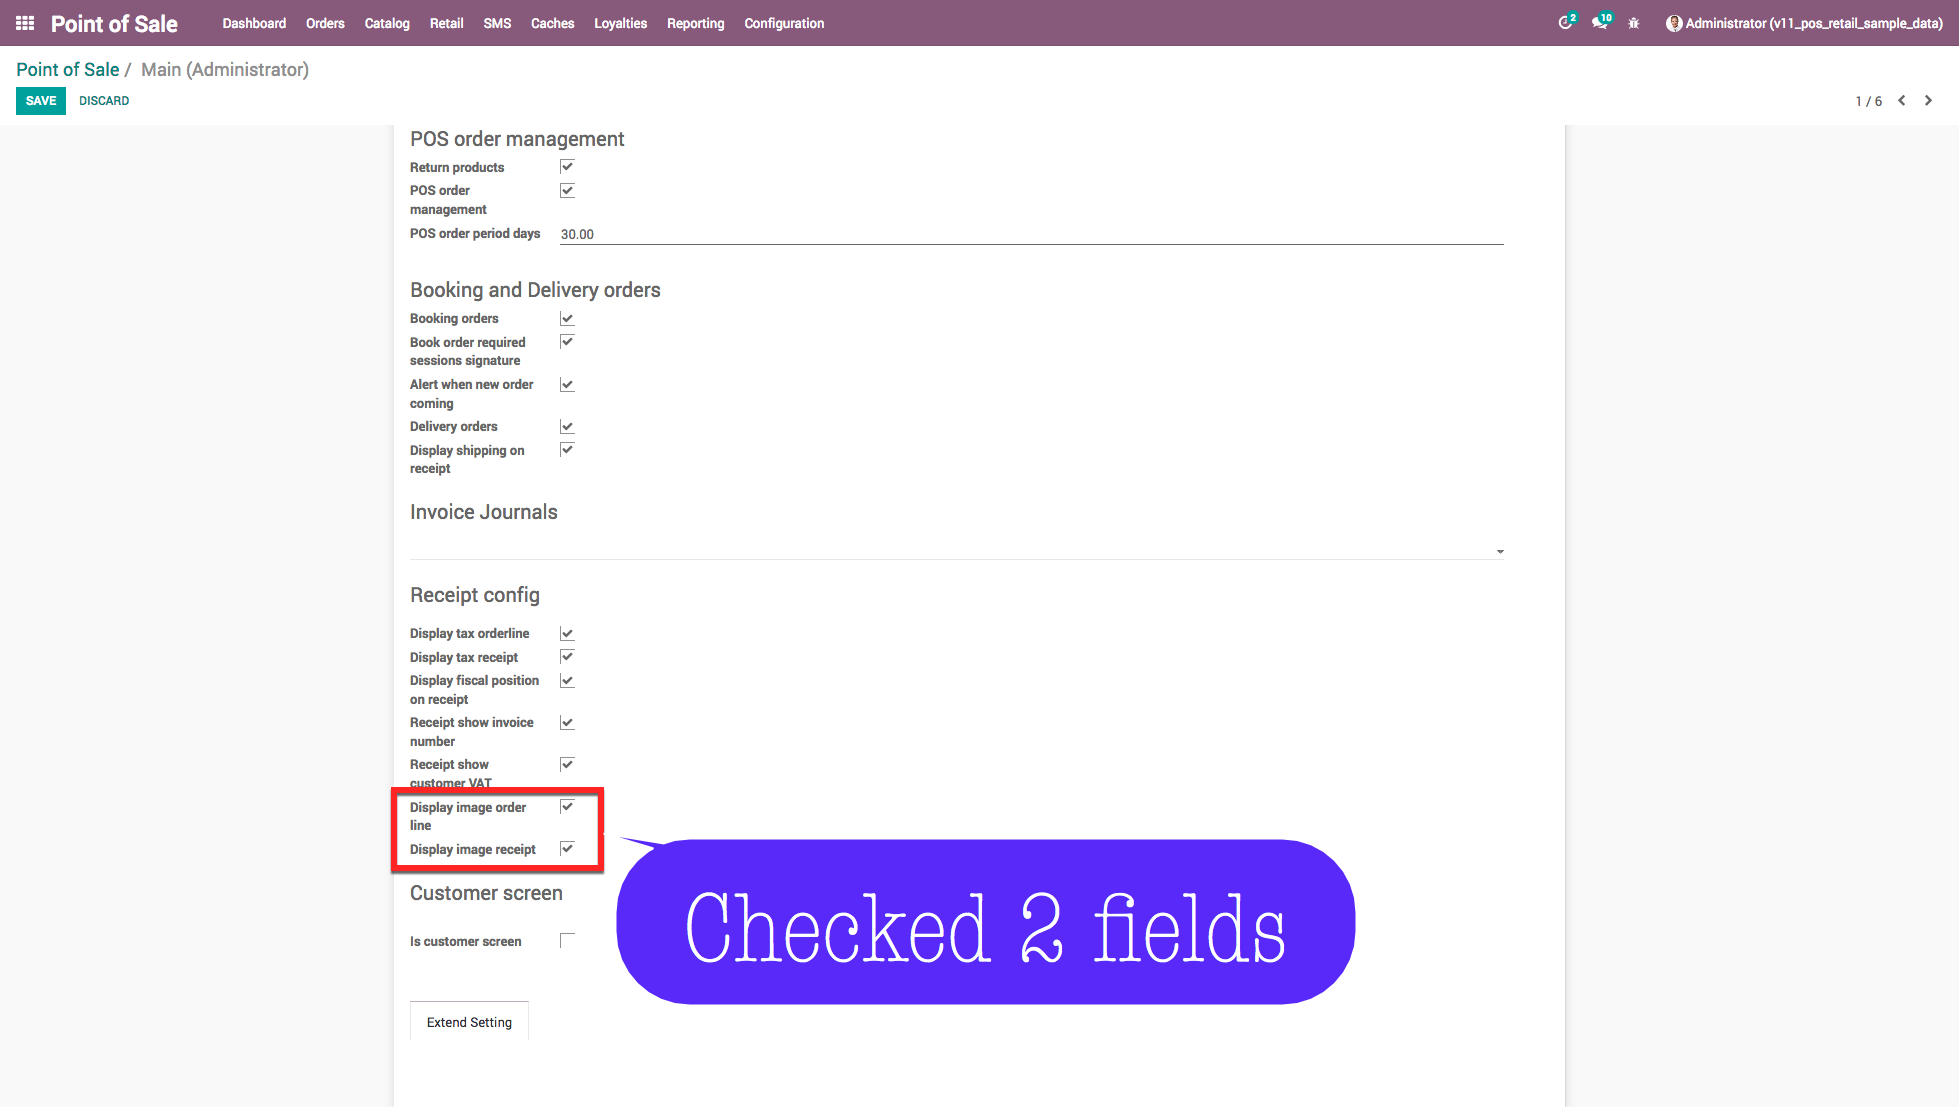 Point of Sale Dashboard Orders Catalog Retail SMS Caches Loyalties Reporting Configuration 2 10 Administrator (v11_pos_retail_sample_data)
Point of Sale / Main (Administrator)
SAVE DISCARD 1 / 6
POS order management
Return products
POS order
management
POS order period days 30.00
Booking and Delivery orders
Booking orders
Book order required
sessions signature
Alert when new order
coming
Delivery orders
Display shipping on
receipt
Invoice Journals
Receipt config
Display tax orderline
Display tax receipt
Display fiscal position
on receipt
Receipt show invoice
number
Receipt show
customer VAT
Display image order
line
Display image receipt
Customer screen
Checked 2 fields
Is customer screen
Extend Setting